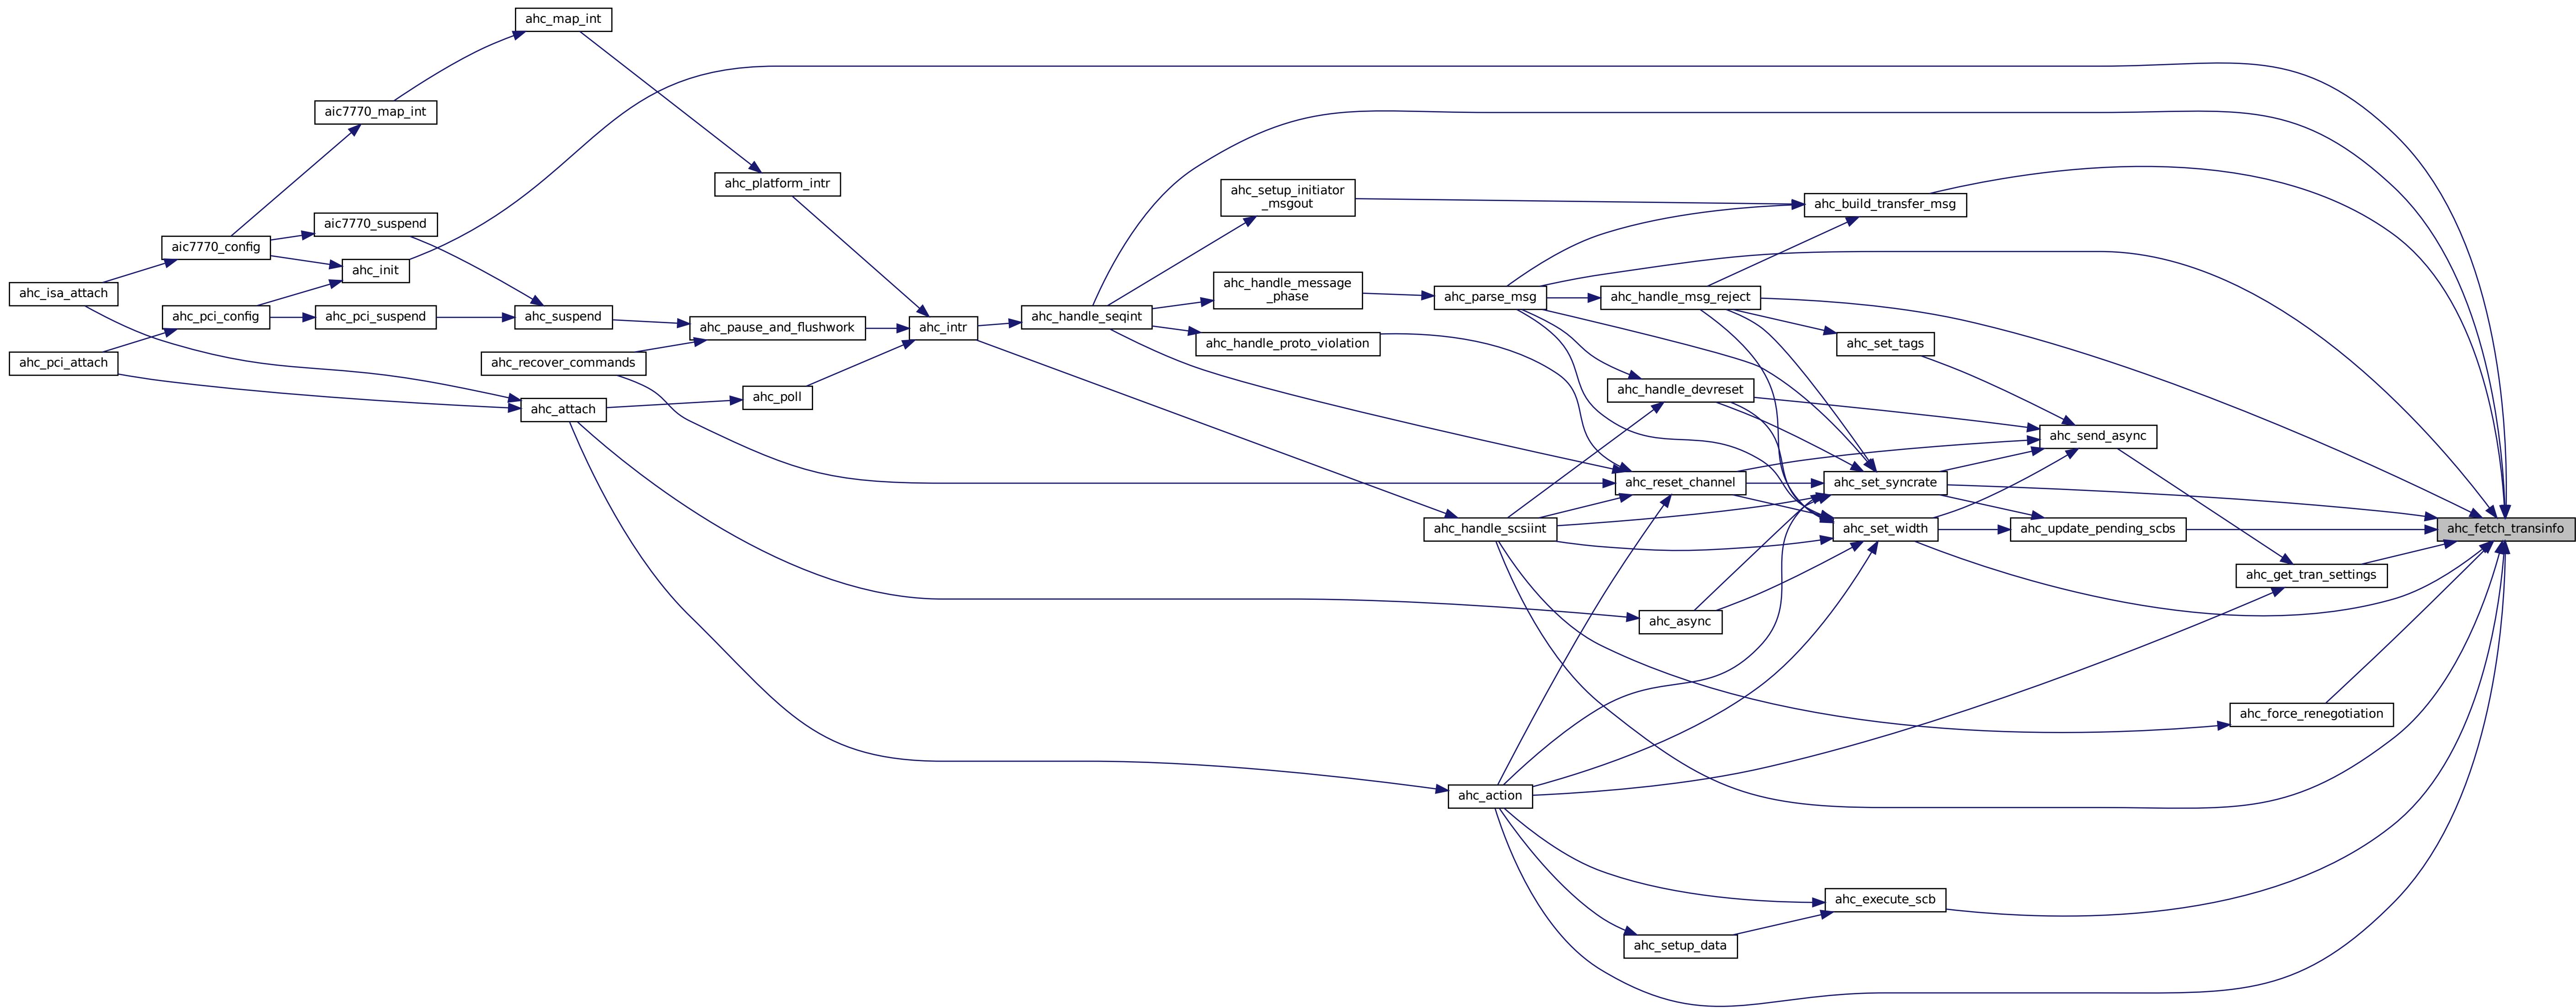 ahc_map_int
aic7770_map_int
ahc_platform_intr
ahc_setup_initiator
_msgout
ahc_build_transfer_msg
aic7770_suspend
aic7770_config
ahc_init
ahc_isa_attach
ahc_handle_message
_phase
ahc_parse_msg
ahc_handle_msg_reject
ahc_pci_config
ahc_pci_suspend
ahc_suspend
ahc_pause_and_flushwork
ahc_intr
ahc_handle_seqint
ahc_handle_proto_violation
ahc_set_tags
ahc_pci_attach
ahc_recover_commands
ahc_handle_devreset
ahc_poll
ahc_attach
ahc_send_async
ahc_reset_channel
ahc_set_syncrate
ahc_handle_scsiint
ahc_set_width
ahc_update_pending_scbs
ahc_fetch_transinfo
ahc_get_tran_settings
ahc_async
ahc_force_renegotiation
ahc_action
ahc_execute_scb
ahc_setup_data